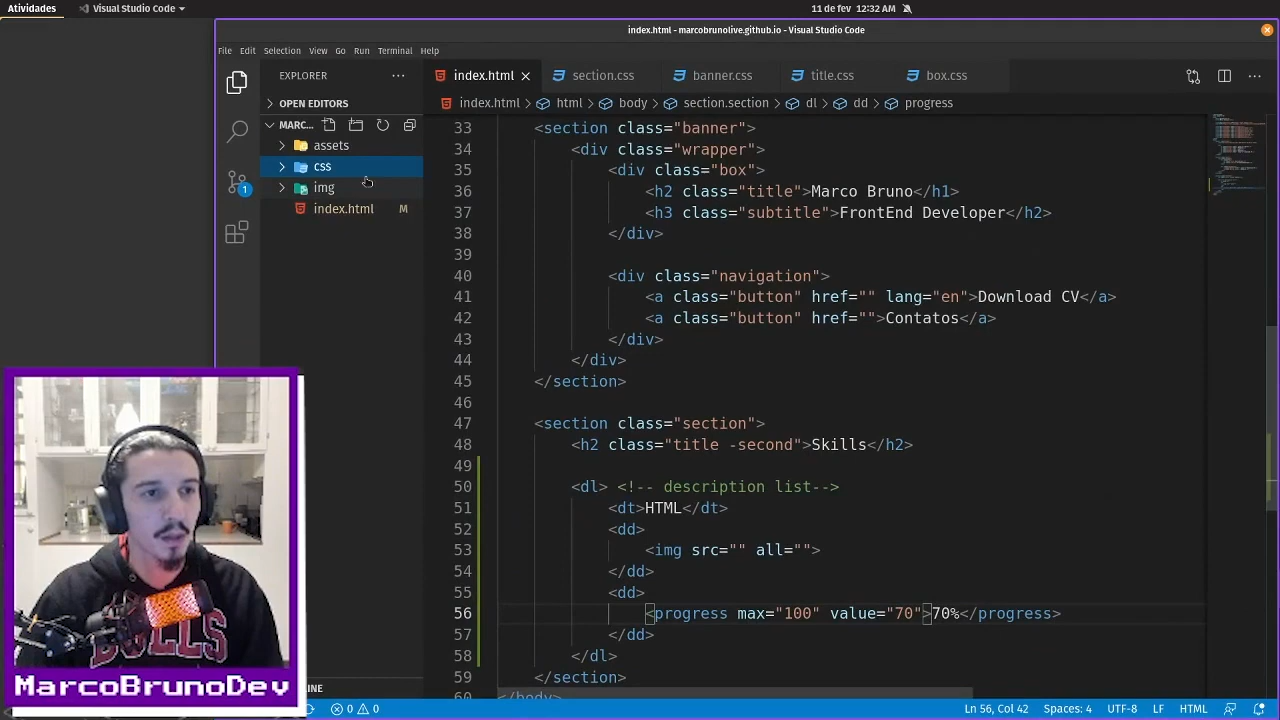 Atividades
Visual Studio Code
11 de fev 12:32 AM
index.html - marcobrunolive.github.io - Visual Studio Code
File Edit Selection View Go Run Terminal Help
EXPLORER
index.html
section.css
banner.css
title.css
box.css
OPEN EDITORS
index.html > html > body > section.section > dl > dd > progress
MARC...
assets
css
img
index.html M
1
33 <section class="banner">
34 <div class="wrapper">
35 <div class="box">
36 <h2 class="title">Marco Bruno</h1>
37 <h3 class="subtitle">FrontEnd Developer</h2>
38 </div>
39
40 <div class="navigation">
41 <a class="button" href="" lang="en">Download CV</a>
42 <a class="button" href="">Contatos</a>
43 </div>
44 </div>
45 </section>
46
47 <section class="section">
48 <h2 class="title -second">Skills</h2>
49
50 <dl> <!-- description list-->
51 <dt>HTML</dt>
52 <dd>
53 <img src="" all="">
54 </dd>
55 <dd>
56 <progress max="100" value="70">70%</progress>
57 </dd>
58 </dl>
59 </section>
60 </body>
BULLS
MarcoBrunoDev
0 0
Ln 56, Col 42
Spaces: 4
UTF-8
LF
HTML